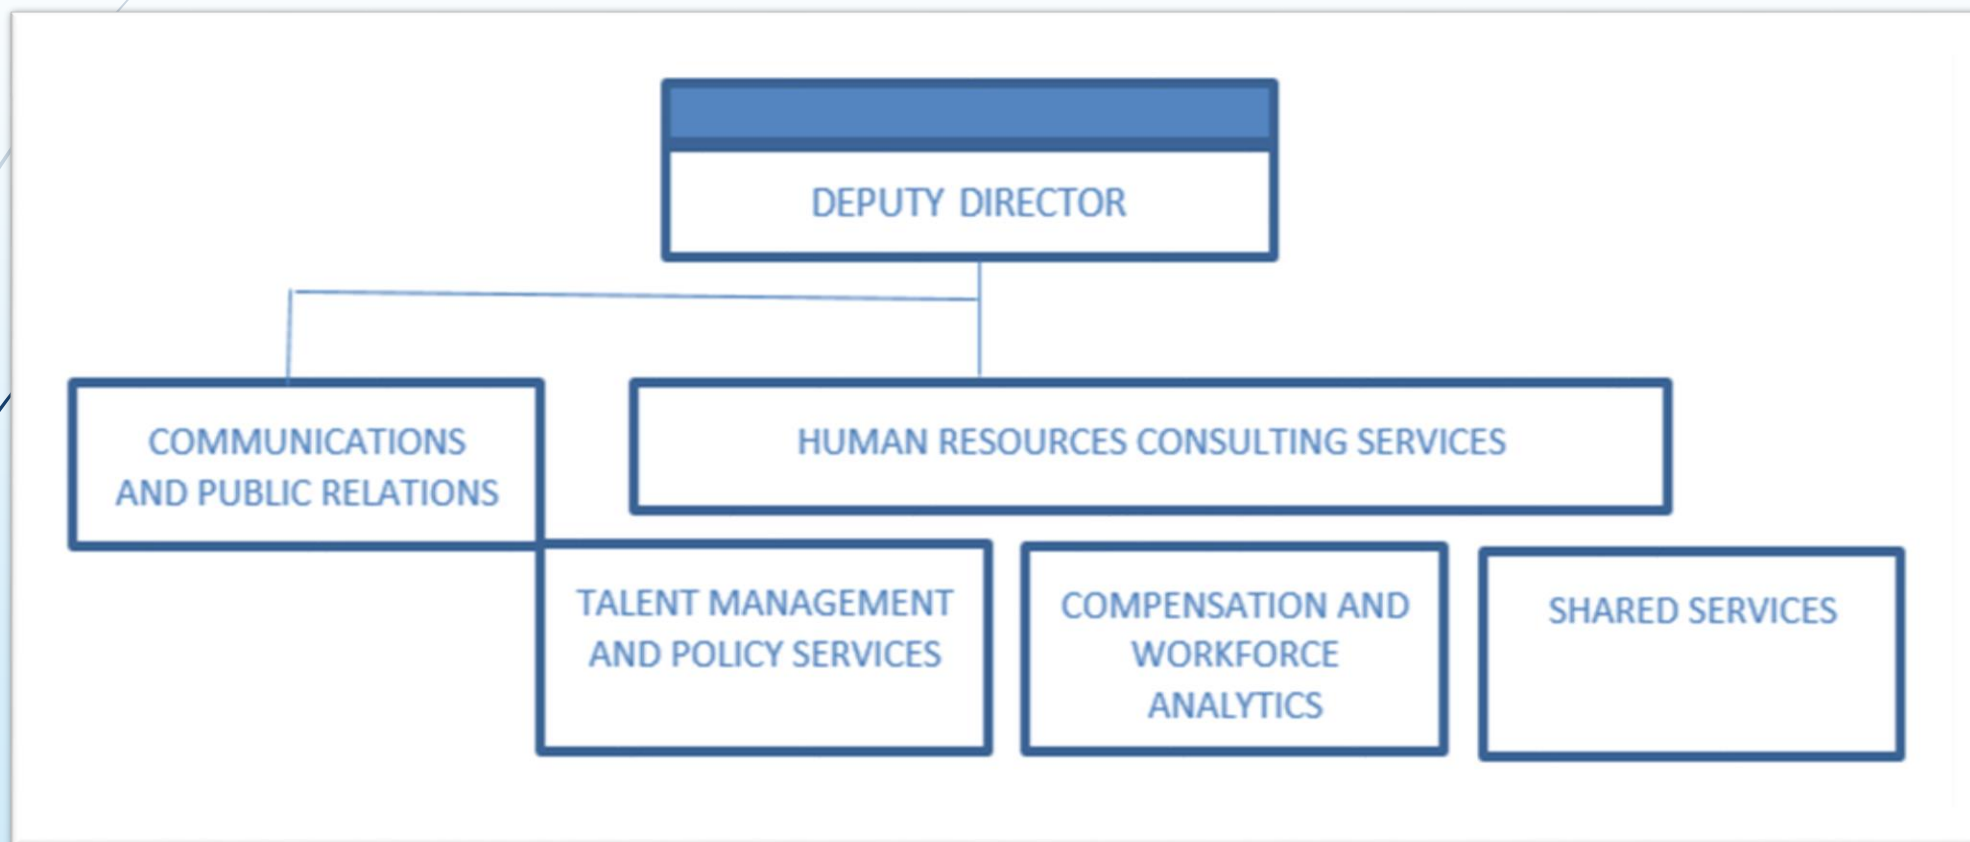 DEPUTY DIRECTOR
COMMUNICATIONS
AND PUBLIC RELATIONS
HUMAN RESOURCES CONSULTING SERVICES
TALENT MANAGEMENT
AND POLICY SERVICES
COMPENSATION AND
WORKFORCE
ANALYTICS
SHARED SERVICES